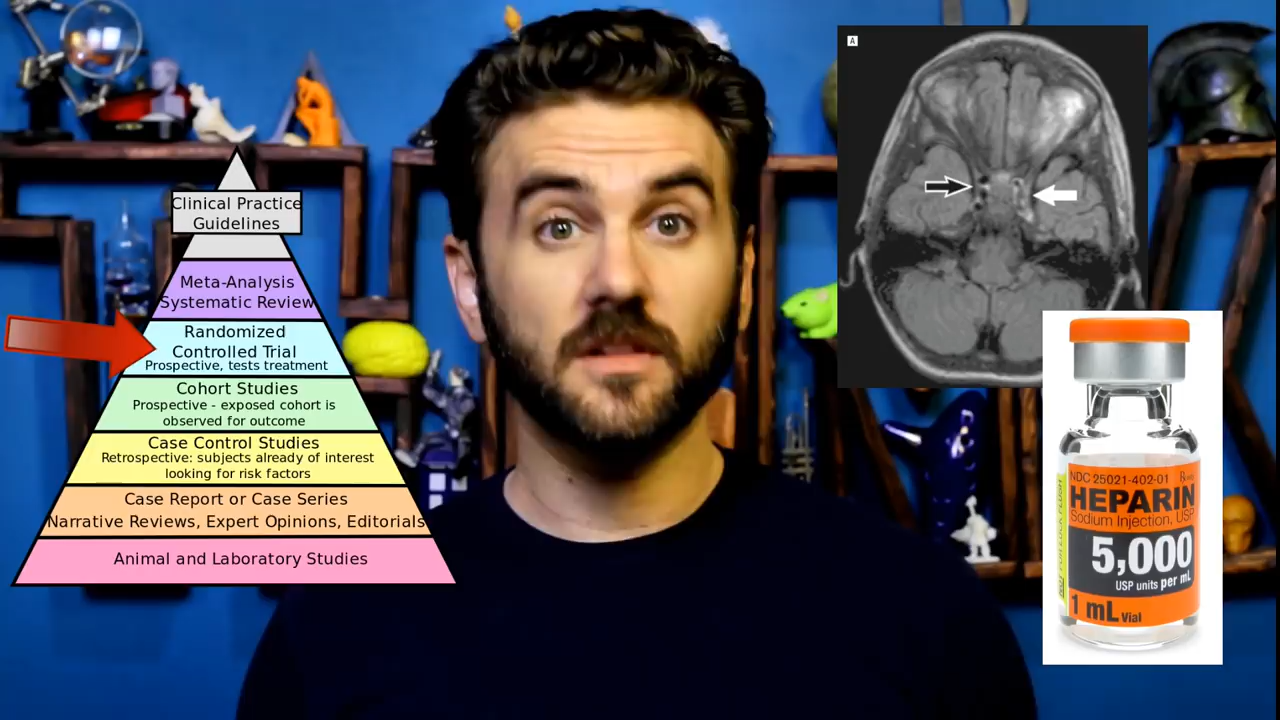 Clinical Practice
Guidelines
Meta-Analysis
Systematic Review
Randomized
Controlled Trial
Prospective, tests treatment
Cohort Studies
Prospective - exposed cohort is
observed for outcome
Case Control Studies
Retrospective: subjects already of interest
looking for risk factors
Case Report or Case Series
Narrative Reviews, Expert Opinions, Editorials
Animal and Laboratory Studies
A
NDC 25021-402-01
HEPARIN
Sodium Injection, USP
5,000
USP units per mL
1 mL Vial